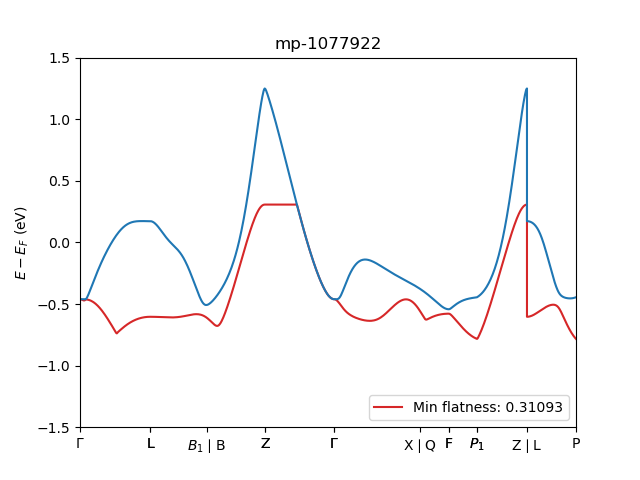 mp-1077922
E − E_F (eV)
1.5
1.0
0.5
0.0
−0.5
−1.0
−1.5
Min flatness: 0.31093
Γ L B₁ | B Z Γ X | Q F P₁ Z | L P